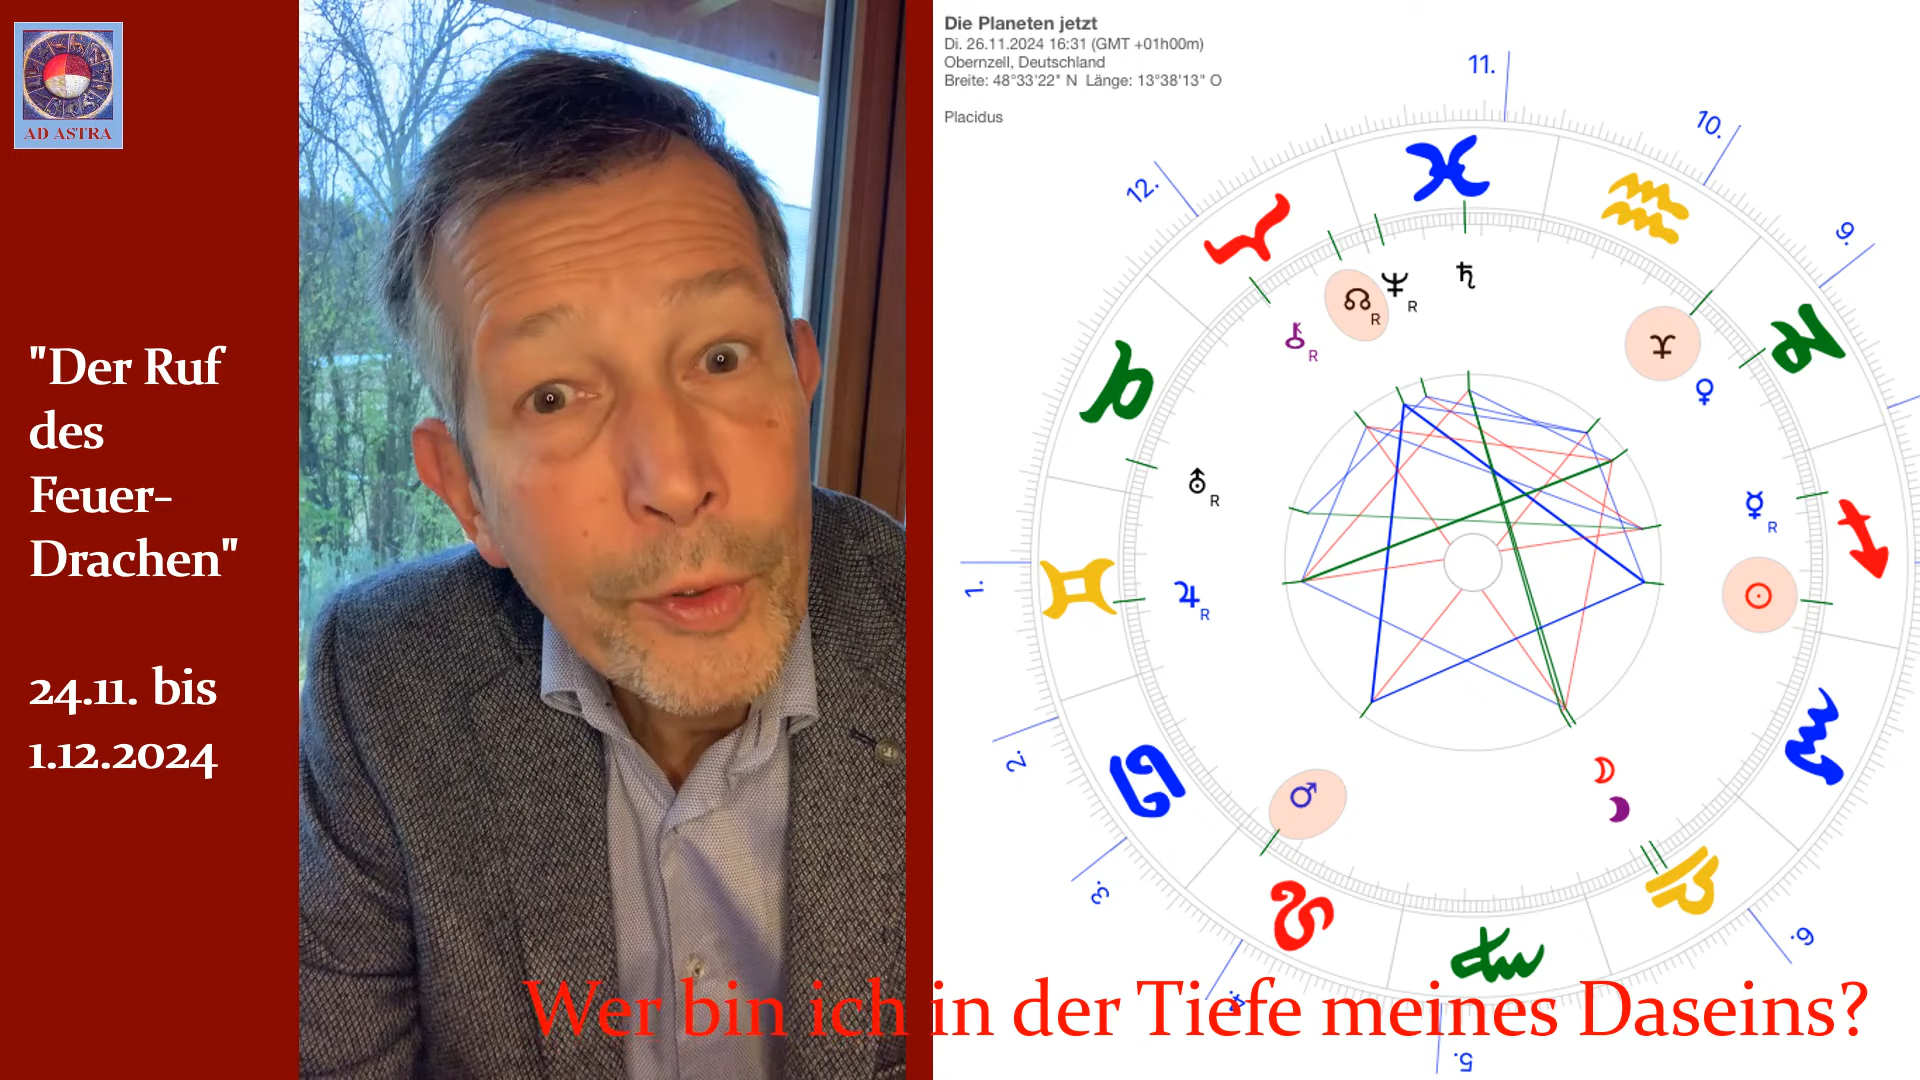 AD ASTRA
"Der Ruf
des
Feuer-
Drachen"
24.11. bis
1.12.2024
Die Planeten jetzt
Di. 26.11.2024 16:31 (GMT +01h00m)
Obernzell, Deutschland
Breite: 48°33'22" N Länge: 13°38'13" O
Placidus
11.
10.
12.
9.
R
R
R
R
R
R
1.
2.
3.
4.
5.
6.
Wer bin ich in der Tiefe meines Daseins?